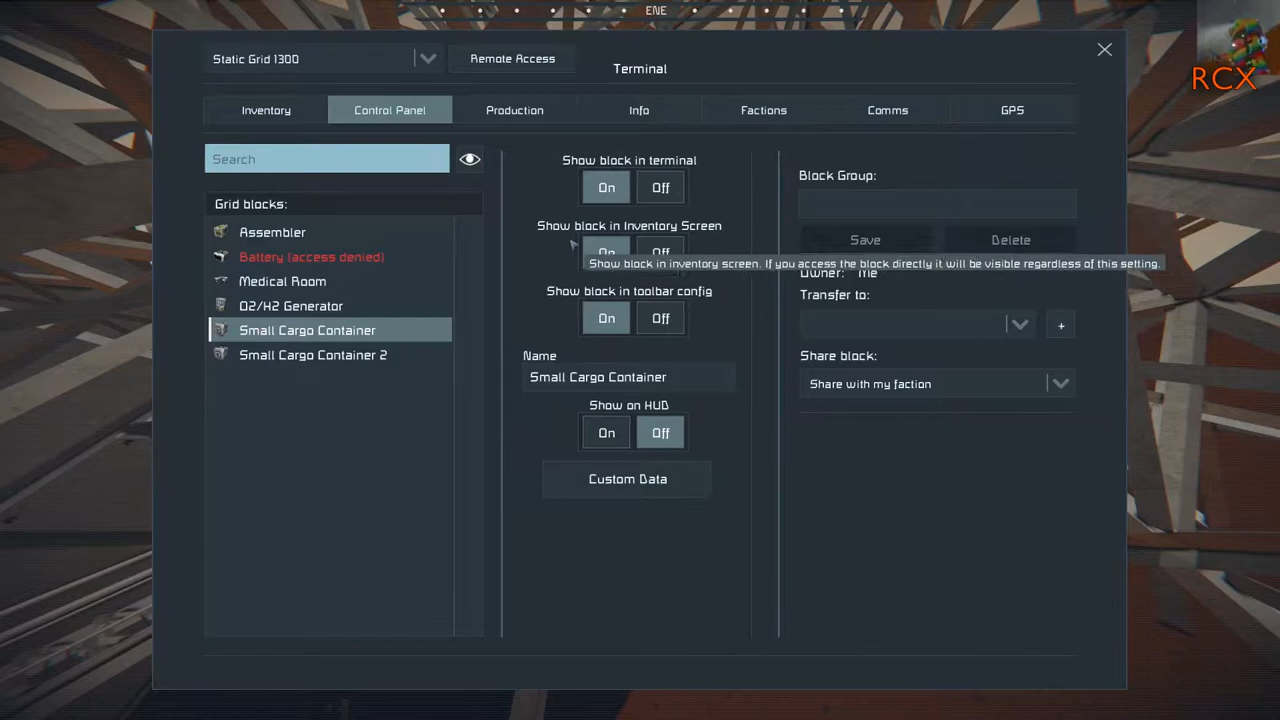 ENE
RCX
Static Grid 1300
Remote Access
Terminal
Inventory
Control Panel
Production
Info
Factions
Comms
GPS
Search
Grid blocks:
Assembler
Battery (access denied)
Medical Room
O2/H2 Generator
Small Cargo Container
Small Cargo Container 2
Show block in terminal
On Off
Show block in Inventory Screen
On Off
Show block in inventory screen. If you access the block directly it will be visible regardless of this setting.
Show block in toolbar config
On Off
Name
Small Cargo Container
Show on HUD
On Off
Custom Data
Block Group:
Save Delete
Owner: Me
Transfer to:
+
Share block:
Share with my faction